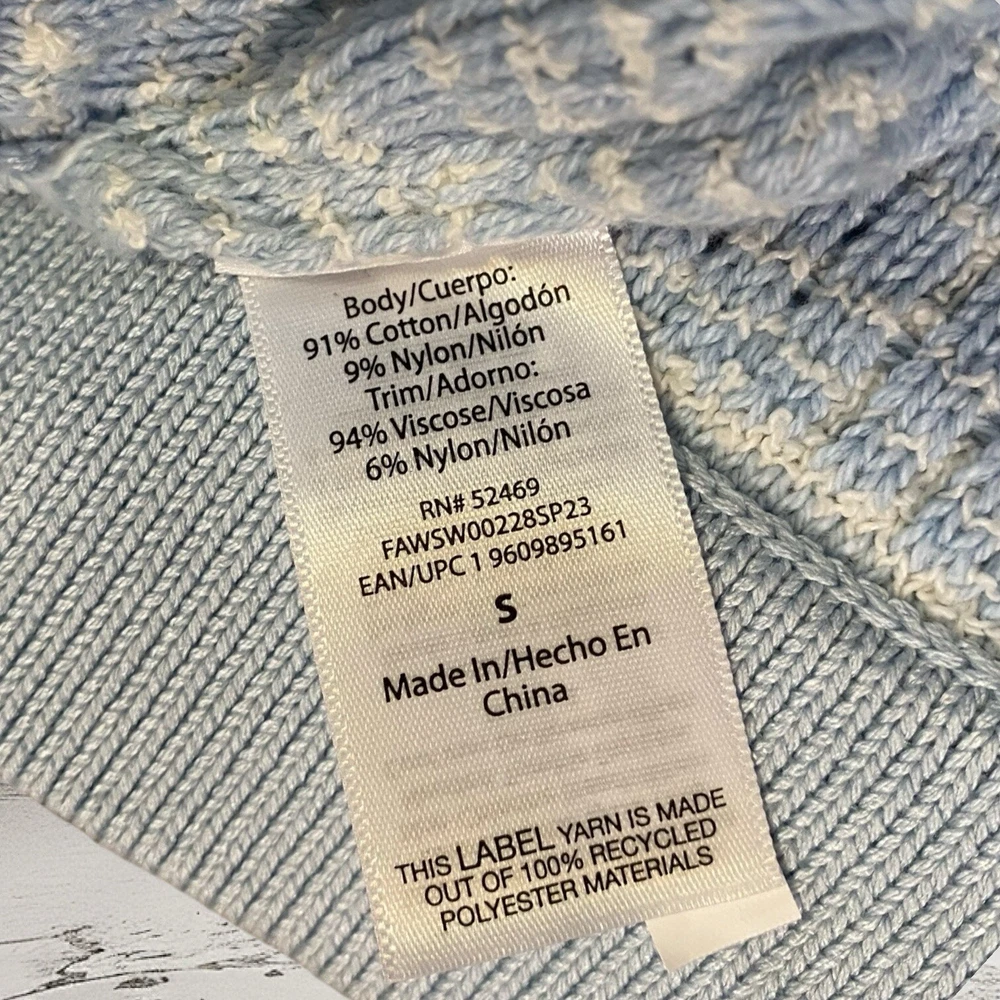 Body/Cuerpo:
91% Cotton/Algodón
9% Nylon/Nilón
Trim/Adorno:
94% Viscose/Viscosa
6% Nylon/Nilón
RN# 52469
FAWSW00228SP23
EAN/UPC 1 9609895161
S
Made In/Hecho En
China
THIS LABEL YARN IS MADE
OUT OF 100% RECYCLED
POLYESTER MATERIALS